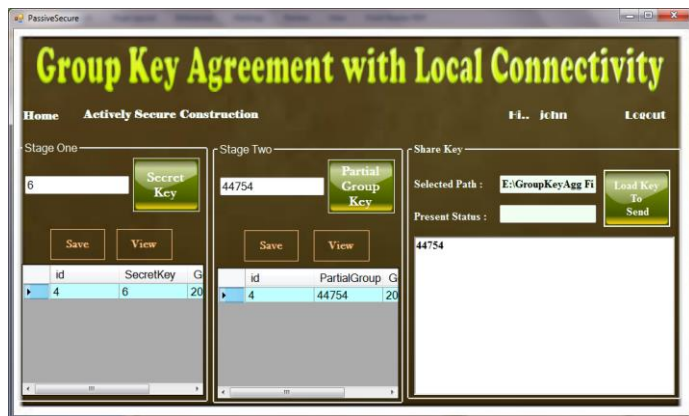 PassiveSecure
Group Key Agreement with Local Connectivity
Home Actively Secure Construction Hi.. john Logout
Stage One
6
Secret
Key
Save View
id SecretKey G
4 6 20
Stage Two
44754
Partial
Group
Key
Save View
id PartialGroup G
4 44754 20
Share Key
Selected Path : E:\GroupKeyAgg Fi
Present Status :
Load Key
To
Send
44754